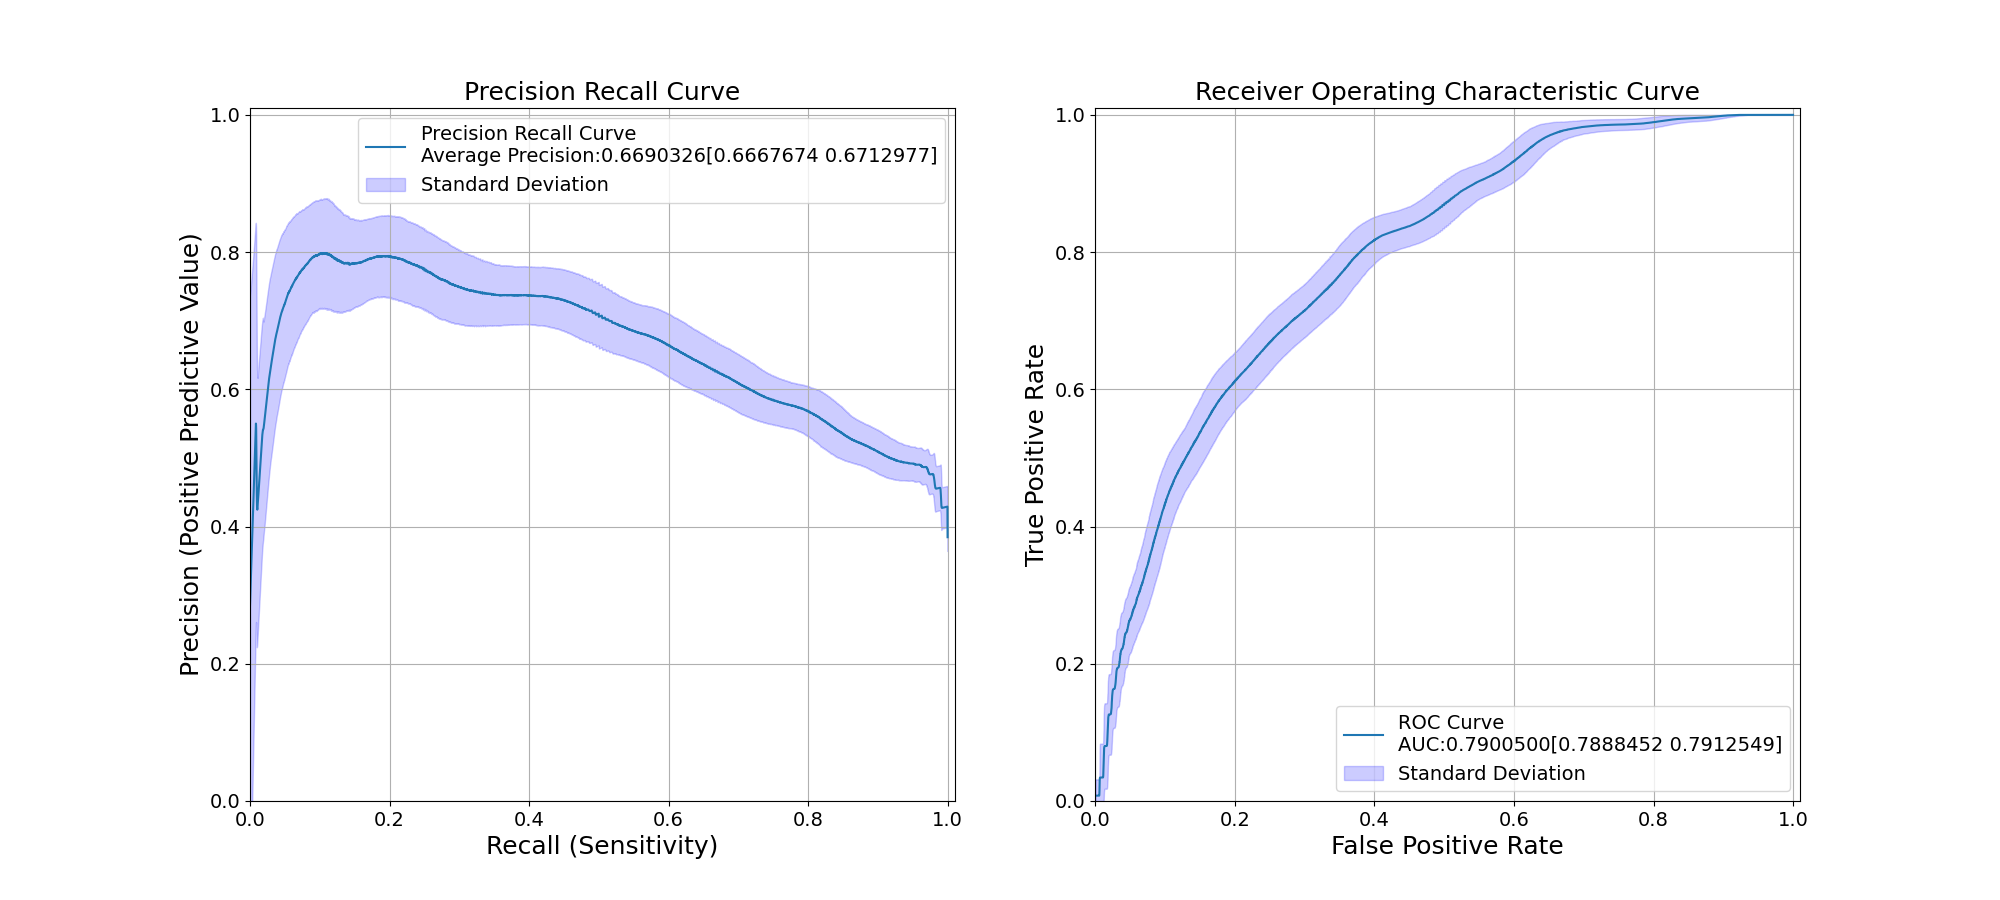 Precision Recall Curve
1.0
0.8
0.6
0.4
0.2
0.0
Precision (Positive Predictive Value)
Precision Recall Curve
Average Precision:0.6690326[0.6667674 0.6712977]
Standard Deviation
0.0 0.2 0.4 0.6 0.8 1.0
Recall (Sensitivity)
Receiver Operating Characteristic Curve
1.0
0.8
0.6
0.4
0.2
0.0
True Positive Rate
ROC Curve
AUC:0.7900500[0.7888452 0.7912549]
Standard Deviation
0.0 0.2 0.4 0.6 0.8 1.0
False Positive Rate